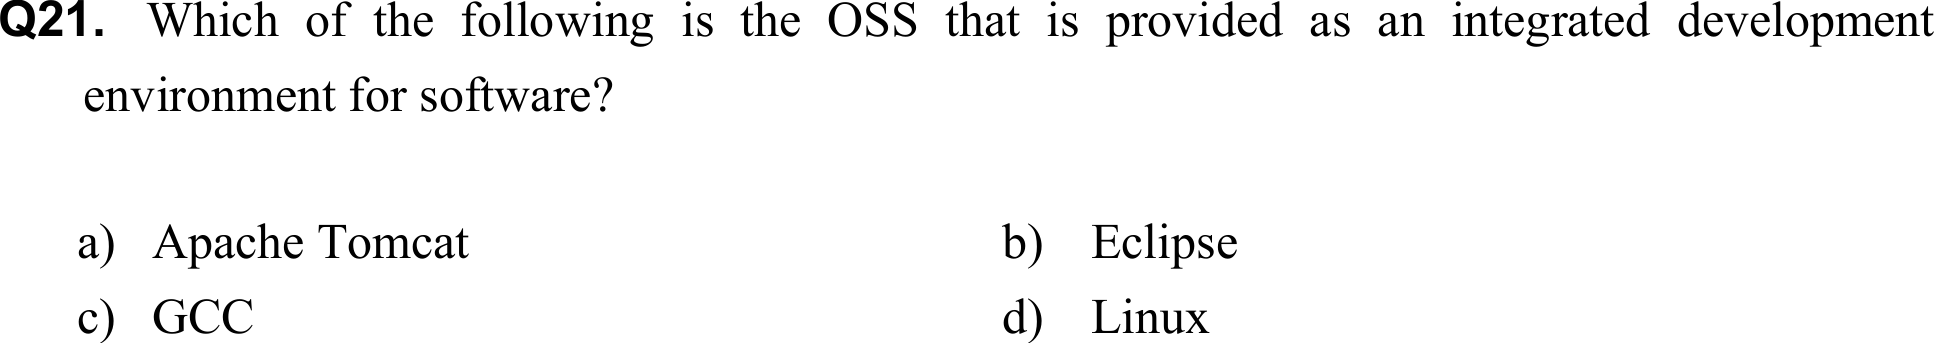 Q21. Which of the following is the OSS that is provided as an integrated development
environment for software?
a) Apache Tomcat b) Eclipse
c) GCC d) Linux